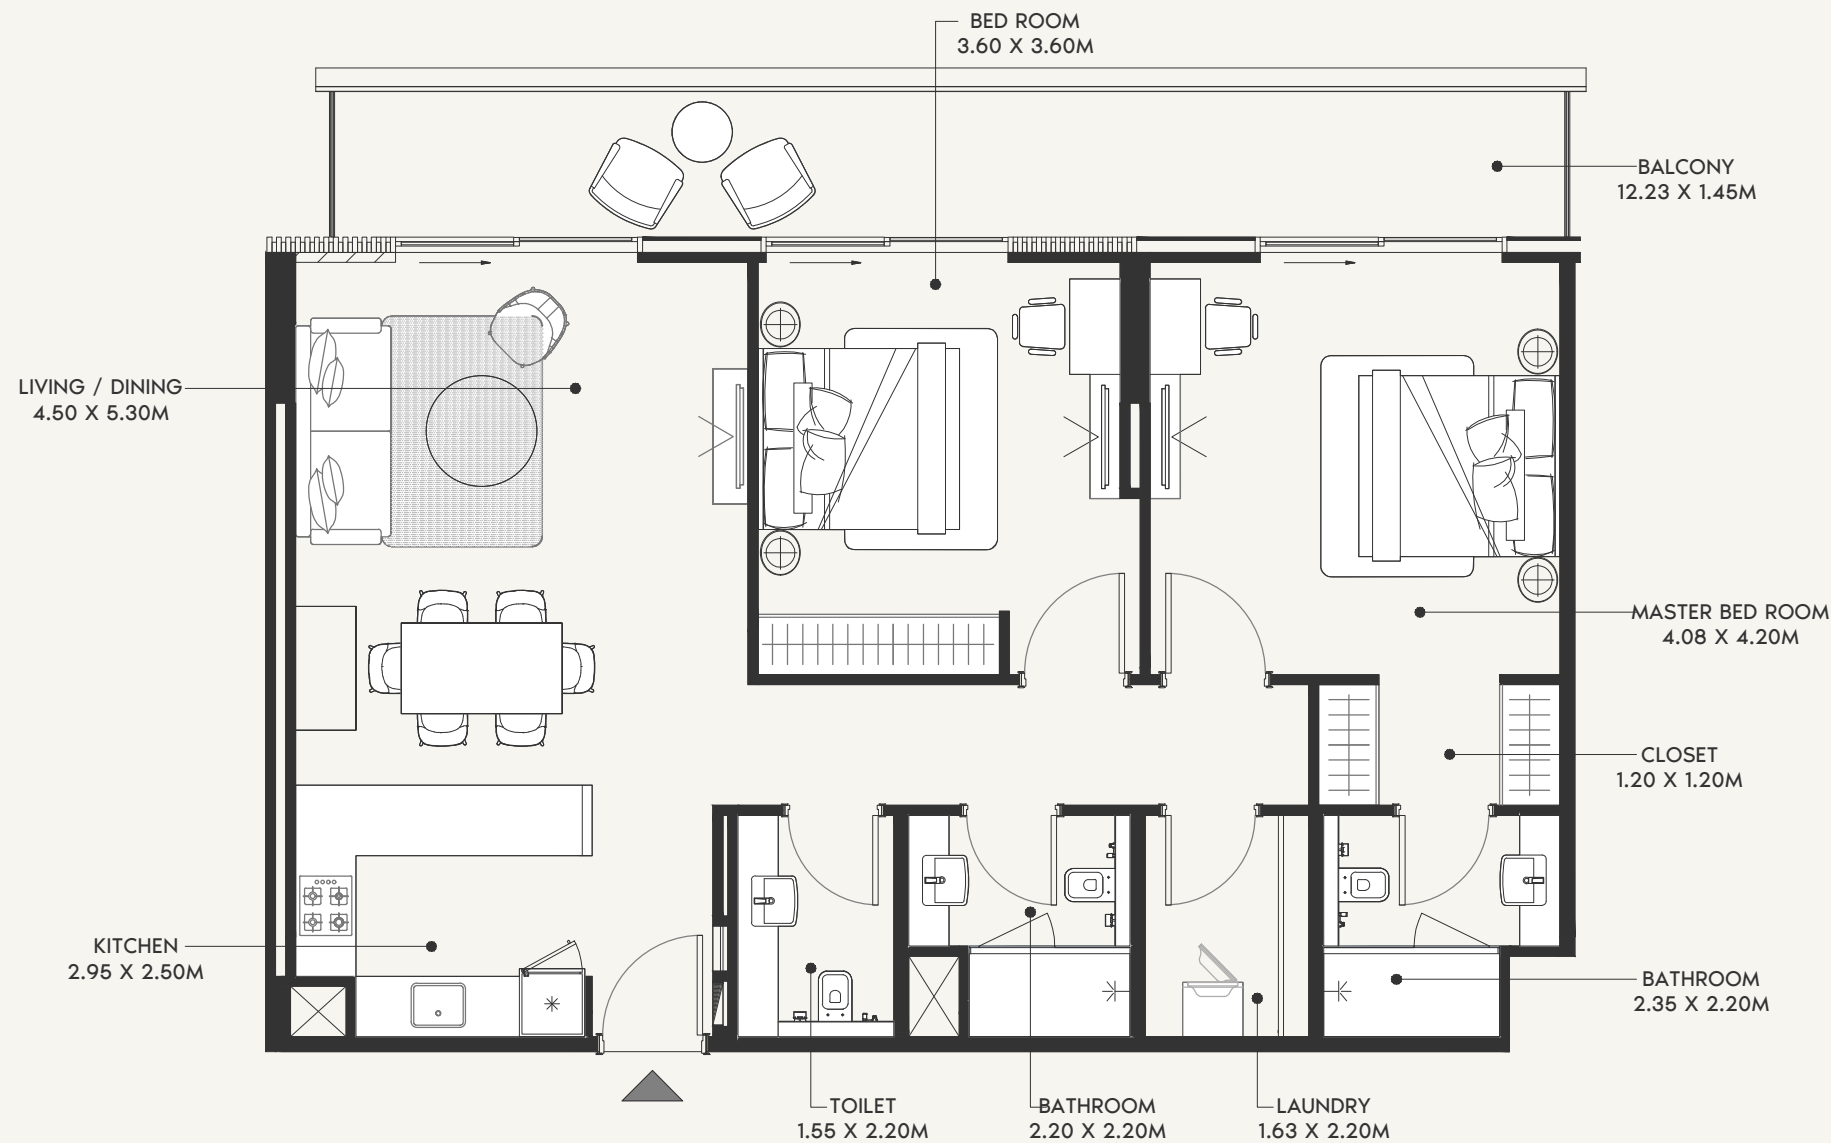 BED ROOM
3.60 X 3.60M
BALCONY
12.23 X 1.45M
LIVING / DINING
4.50 X 5.30M
MASTER BED ROOM
4.08 X 4.20M
CLOSET
1.20 X 1.20M
KITCHEN
2.95 X 2.50M
BATHROOM
2.35 X 2.20M
TOILET
1.55 X 2.20M
BATHROOM
2.20 X 2.20M
LAUNDRY
1.63 X 2.20M